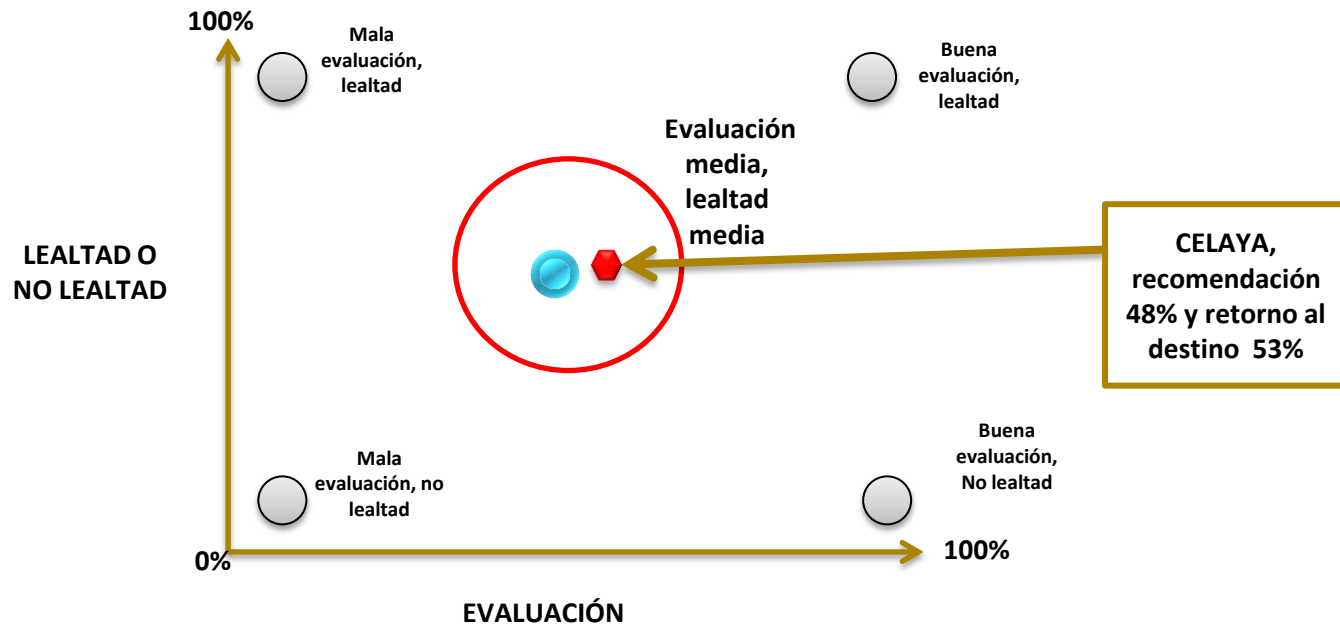 100%
Mala
evaluación,
lealtad
Buena
evaluación,
lealtad
Evaluación
media,
lealtad
media
LEALTAD O
NO LEALTAD
CELAYA,
recomendación
48% y retorno al
destino 53%
Mala
evaluación, no
lealtad
Buena
evaluación,
No lealtad
0%
100%
EVALUACIÓN